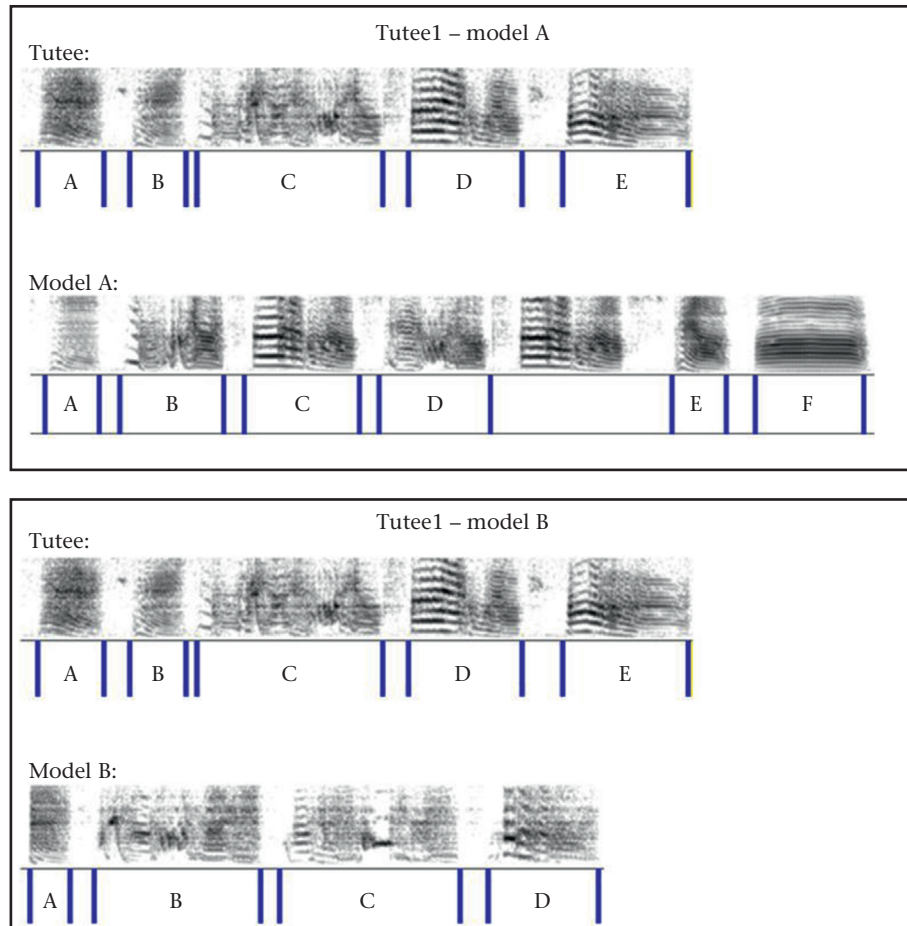 Tutee1 – model A
Tutee:
A B C D E
Model A:
A B C D E F
Tutee1 – model B
Tutee:
A B C D E
Model B:
A B C D